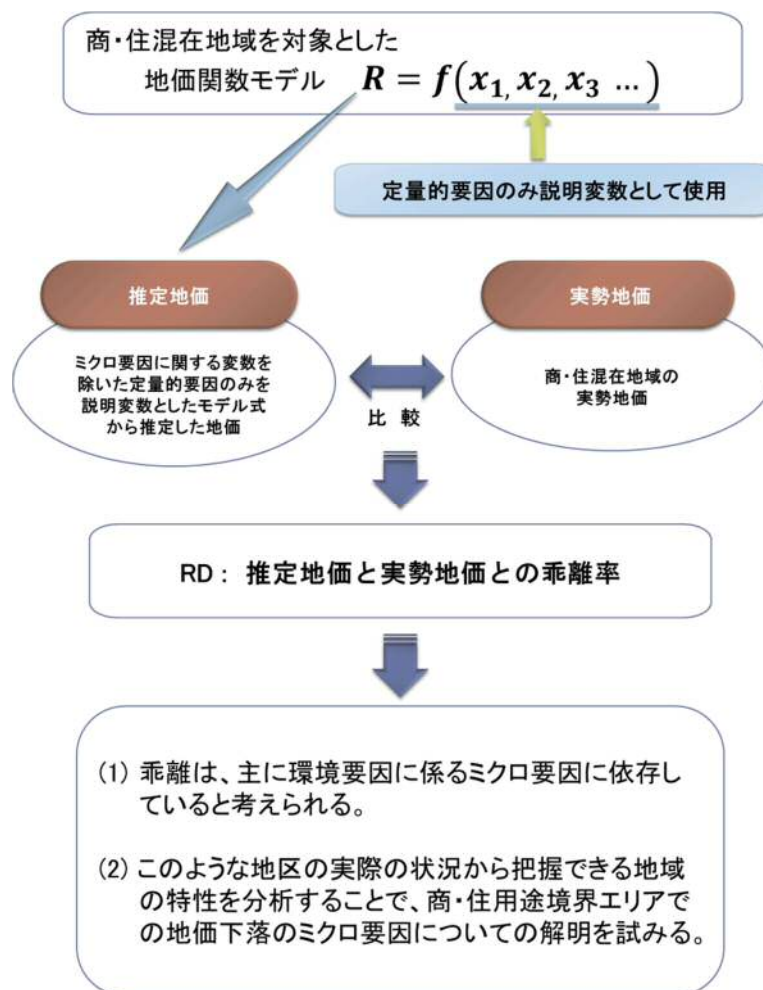 商・住混在地域を対象とした
地価関数モデル R = f(x₁, x₂, x₃ …)
定量的要因のみ説明変数として使用
推定地価
ミクロ要因に関する変数を
除いた定量的要因のみを
説明変数としたモデル式
から推定した地価
比 較
実勢地価
商・住混在地域の
実勢地価
RD： 推定地価と実勢地価との乖離率
(1) 乖離は、主に環境要因に係るミクロ要因に依存し
ていると考えられる。
(2) このような地区の実際の状況から把握できる地域
の特性を分析することで、商・住用途境界エリアで
の地価下落のミクロ要因についての解明を試みる。